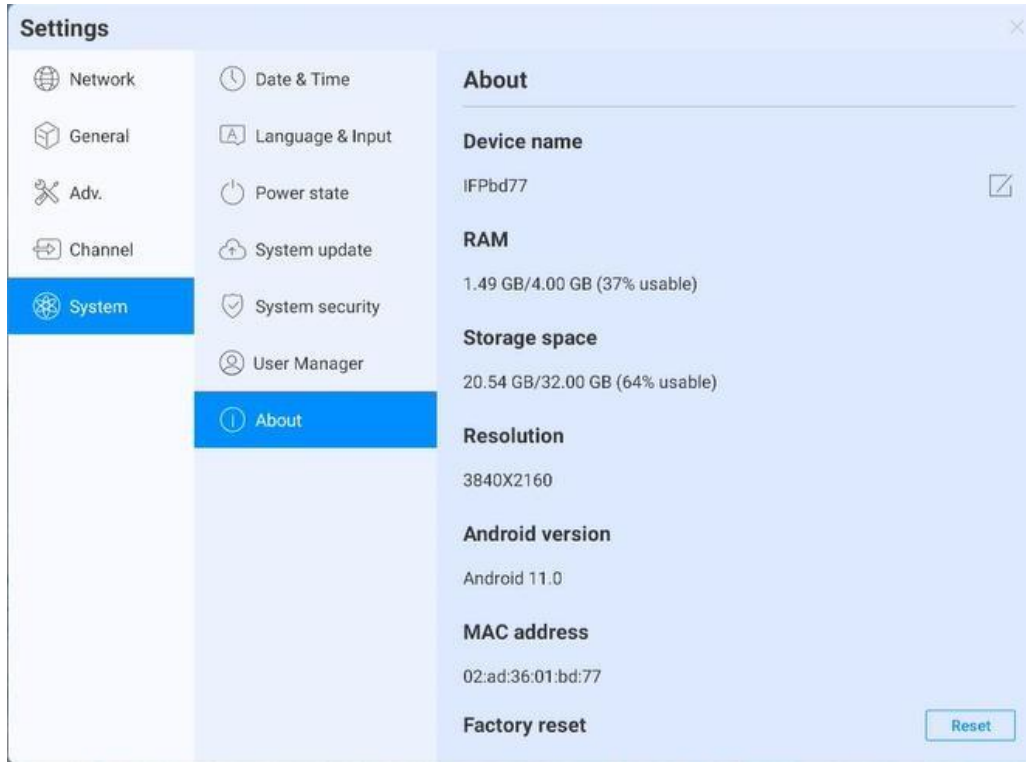 Settings
Network
General
Adv.
Channel
System
Date & Time
Language & Input
Power state
System update
System security
User Manager
About
About
Device name
IFPbd77
RAM
1.49 GB/4.00 GB (37% usable)
Storage space
20.54 GB/32.00 GB (64% usable)
Resolution
3840X2160
Android version
Android 11.0
MAC address
02:ad:36:01:bd:77
Factory reset
Reset